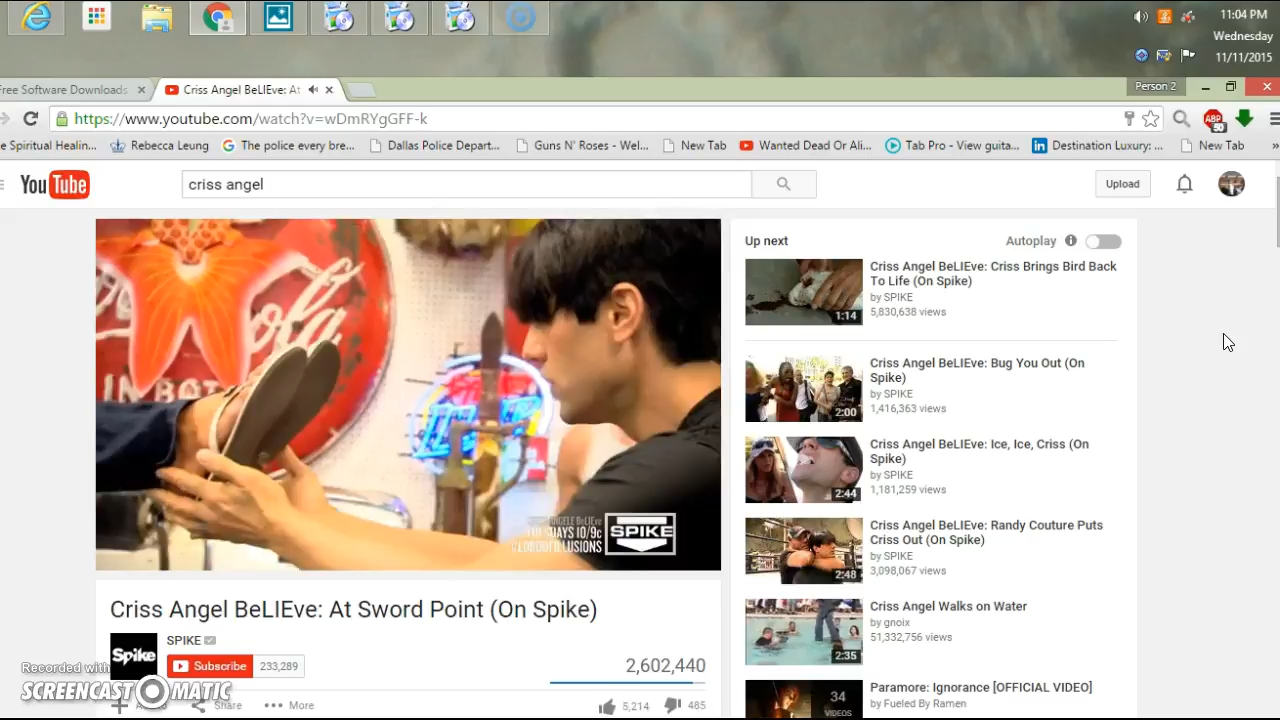 11:04 PM
Wednesday
11/11/2015
Free Software Downloads
Criss Angel BeLIEve: At
Person 2
https://www.youtube.com/watch?v=wDmRYgGFF-k
ABP
50
e Spiritual Healin...
Rebecca Leung
The police every bre...
Dallas Police Depart...
Guns N' Roses - Wel...
New Tab
Wanted Dead Or Ali...
Tab Pro - View guita...
Destination Luxury: ...
New Tab
YouTube
criss angel
Upload
Up next
Autoplay
Criss Angel BeLIEve: Criss Brings Bird Back
To Life (On Spike)
by SPIKE
5,830,638 views
1:14
Criss Angel BeLIEve: Bug You Out (On
Spike)
by SPIKE
1,416,363 views
2:00
Criss Angel BeLIEve: Ice, Ice, Criss (On
Spike)
by SPIKE
1,181,259 views
2:44
Criss Angel BeLIEve: Randy Couture Puts
Criss Out (On Spike)
by SPIKE
3,098,067 views
2:48
Criss Angel Walks on Water
by gnoix
51,332,756 views
2:35
Paramore: Ignorance [OFFICIAL VIDEO]
by Fueled By Ramen
34
VIDEOS
Cola
IN BOT
TUESDAYS 10/9c
SPIKE
Criss Angel BeLIEve: At Sword Point (On Spike)
Spike
SPIKE
Subscribe
233,289
2,602,440
Share
More
5,214
485
Recorded with
SCREENCAST O MATIC